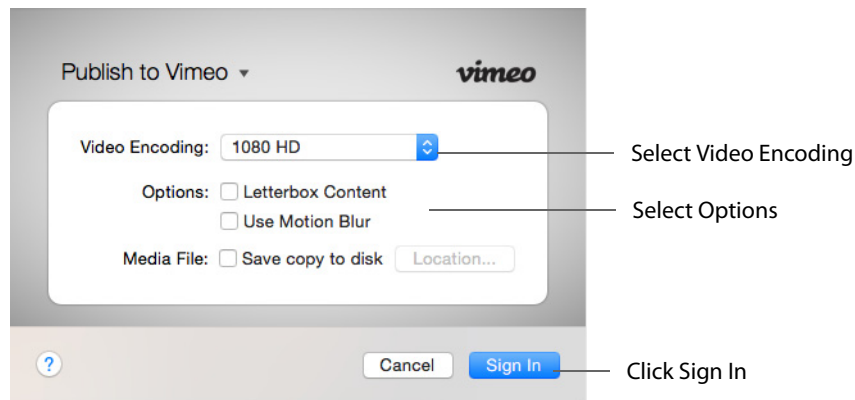 Publish to Vimeo vimeo
Video Encoding: 1080 HD Select Video Encoding
Options: Letterbox Content
Use Motion Blur Select Options
Media File: Save copy to disk Location...
? Cancel Sign In Click Sign In